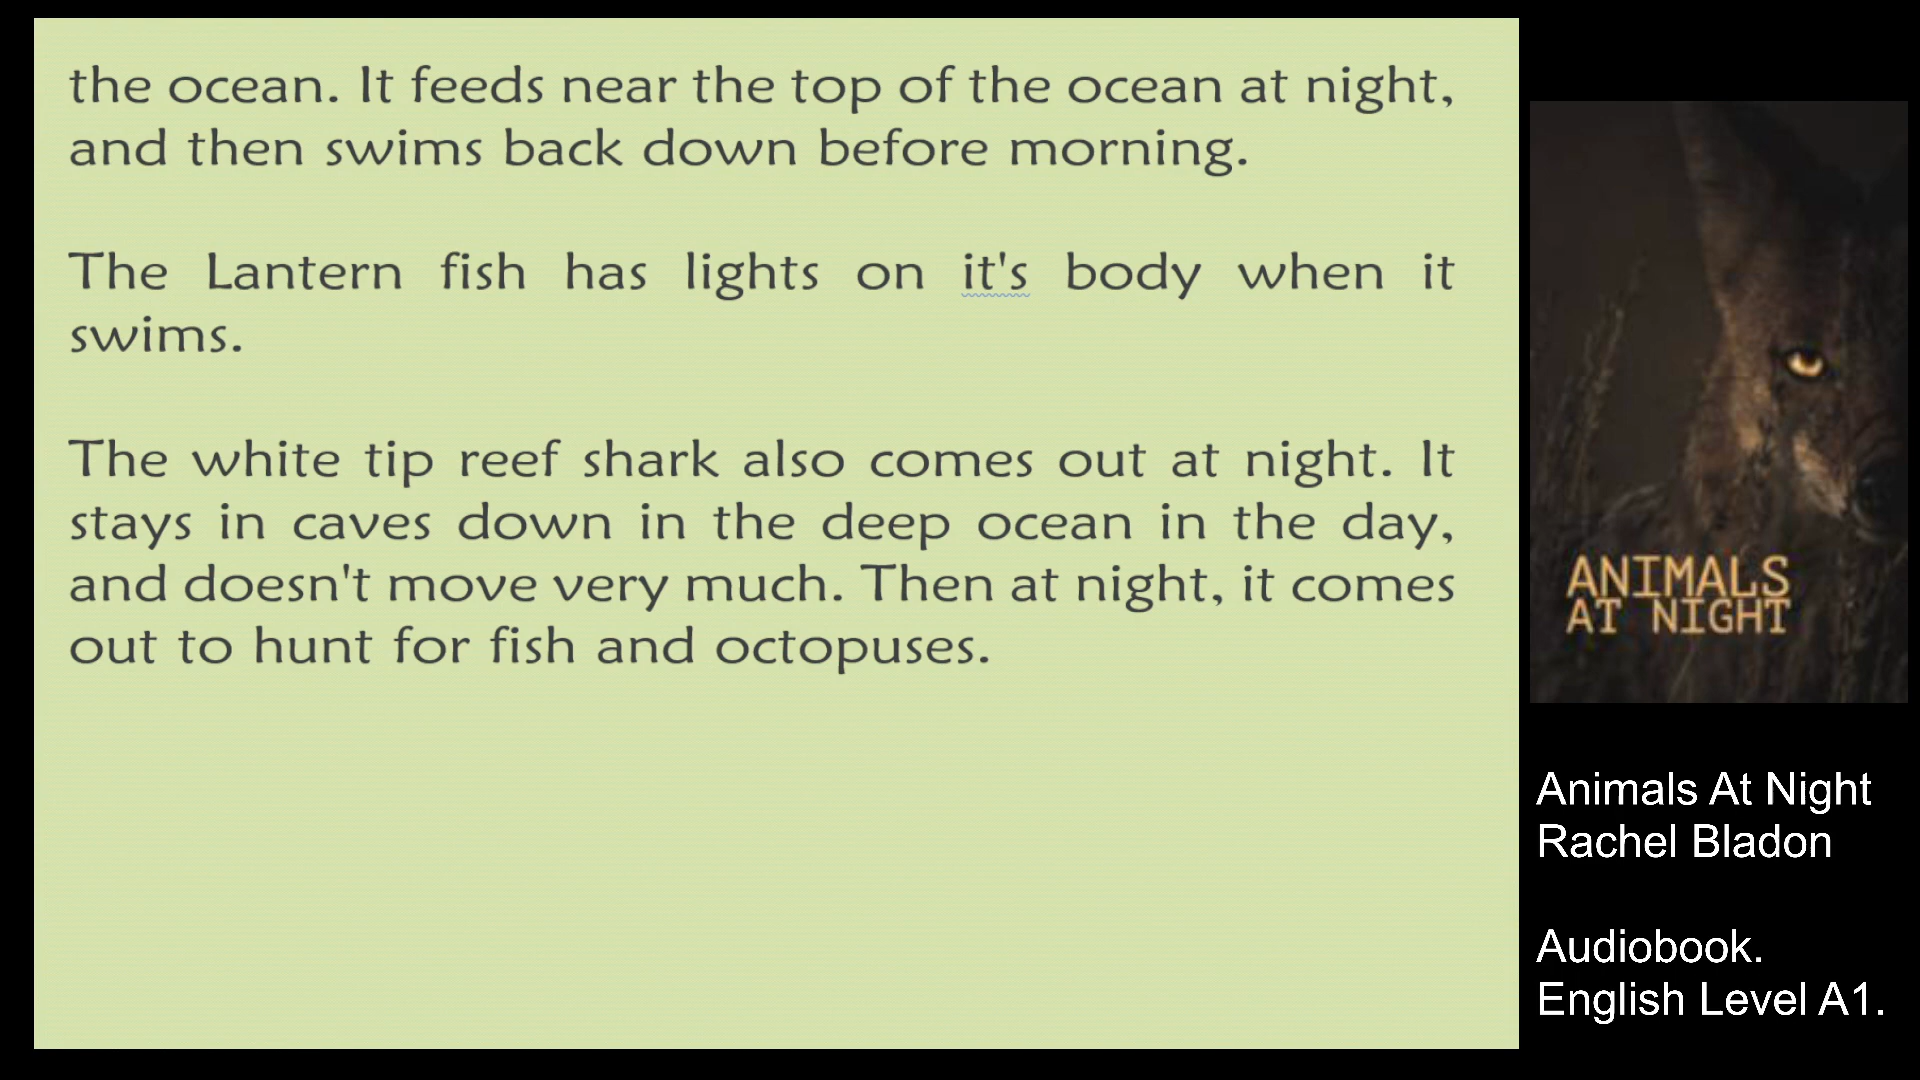 the ocean. It feeds near the top of the ocean at night,
and then swims back down before morning.
The Lantern fish has lights on it's body when it
swims.
The white tip reef shark also comes out at night. It
stays in caves down in the deep ocean in the day,
and doesn't move very much. Then at night, it comes
out to hunt for fish and octopuses.
ANIMALS
AT NIGHT
Animals At Night
Rachel Bladon
Audiobook.
English Level A1.